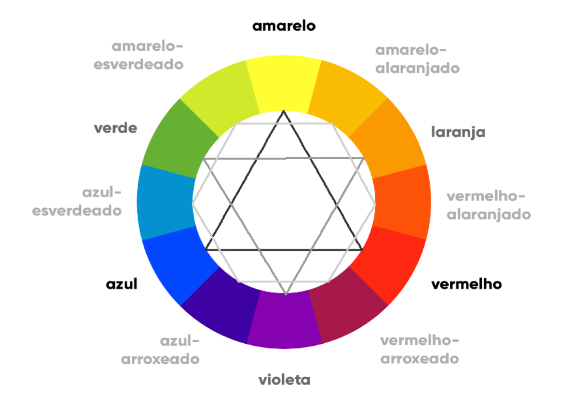 amarelo
amarelo-
esverdeado
amarelo-
alaranjado
verde
laranja
azul-
esverdeado
vermelho-
alaranjado
azul
vermelho
azul-
arroxeado
vermelho-
arroxeado
violeta